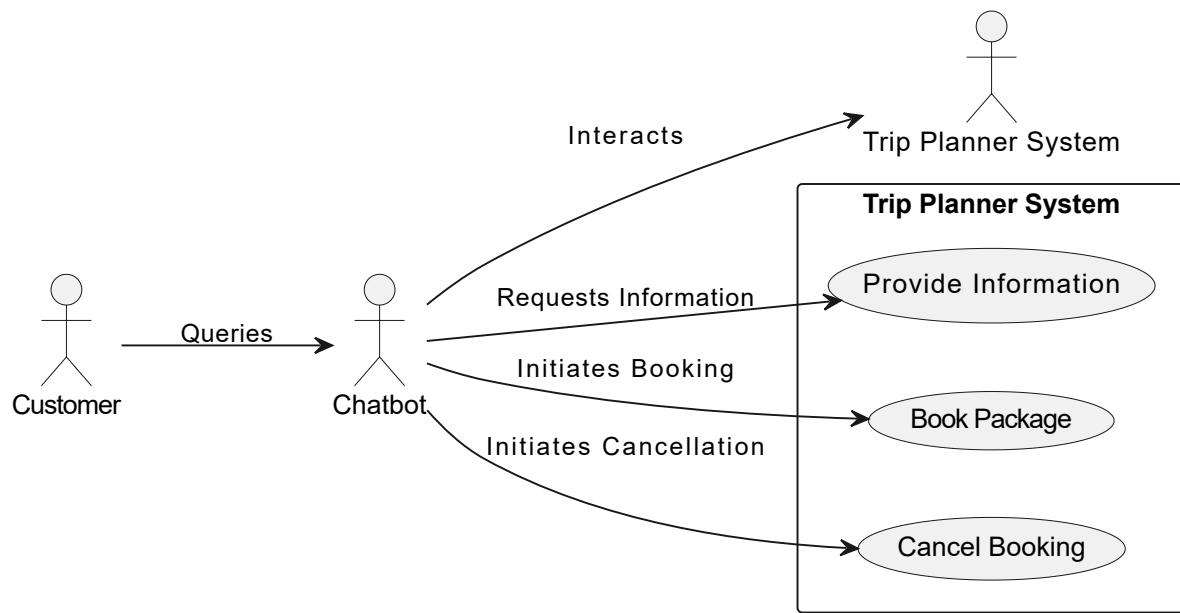 Interacts
Trip Planner System
Trip Planner System
Provide Information
Requests Information
Queries
Initiates Booking
Customer
Chatbot
Book Package
Initiates Cancellation
Cancel Booking